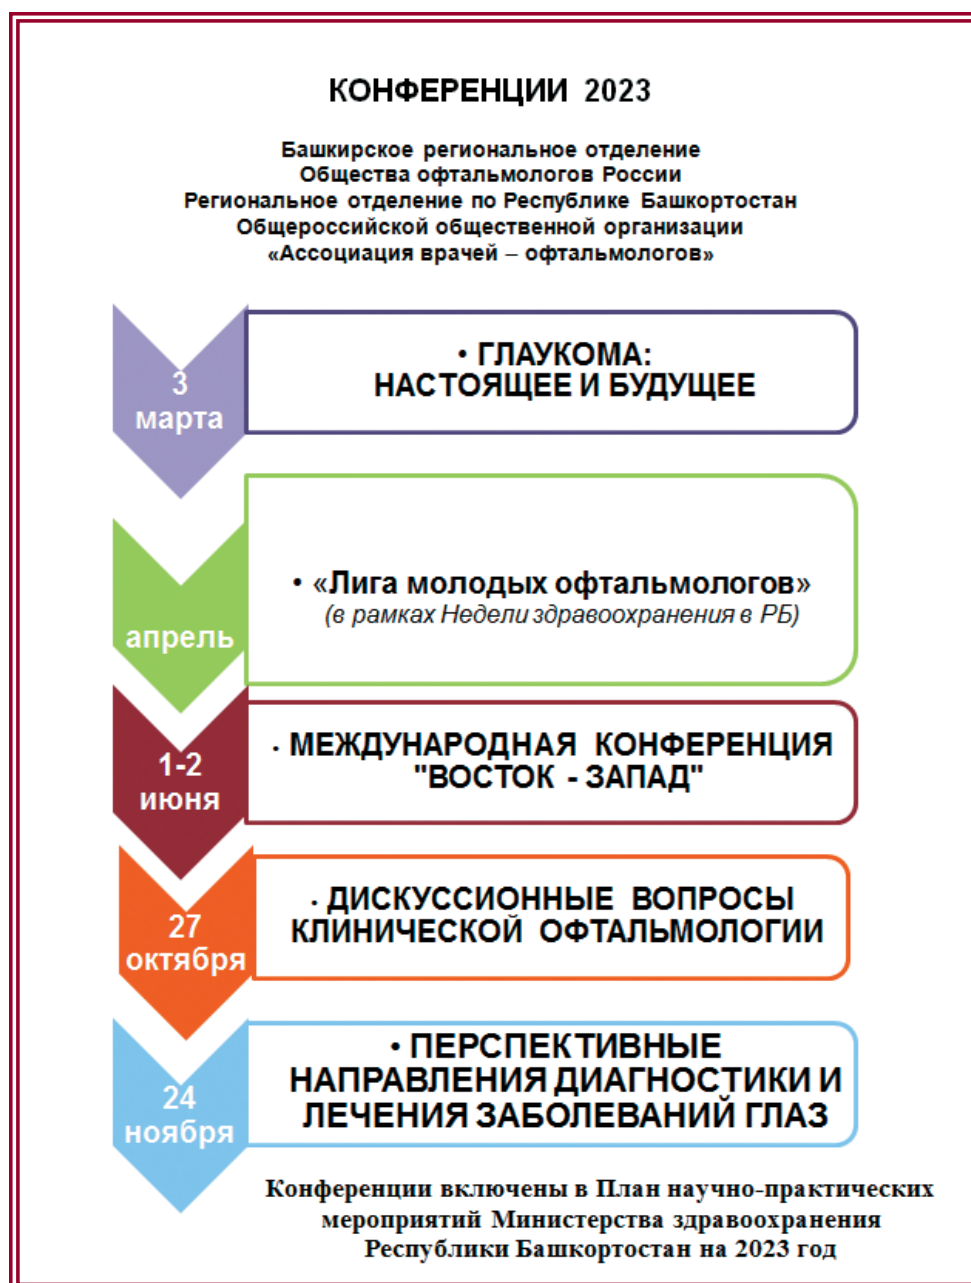 КОНФЕРЕНЦИИ 2023
Башкирское региональное отделение
Общества офтальмологов России
Региональное отделение по Республике Башкортостан
Общероссийской общественной организации
«Ассоциация врачей – офтальмологов»
3
марта
• ГЛАУКОМА:
НАСТОЯЩЕЕ И БУДУЩЕЕ
апрель
• «Лига молодых офтальмологов»
(в рамках Недели здравоохранения в РБ)
1-2
июня
• МЕЖДУНАРОДНАЯ КОНФЕРЕНЦИЯ
"ВОСТОК - ЗАПАД"
27
октября
• ДИСКУССИОННЫЕ ВОПРОСЫ
КЛИНИЧЕСКОЙ ОФТАЛЬМОЛОГИИ
24
ноября
• ПЕРСПЕКТИВНЫЕ
НАПРАВЛЕНИЯ ДИАГНОСТИКИ И
ЛЕЧЕНИЯ ЗАБОЛЕВАНИЙ ГЛАЗ
Конференции включены в План научно-практических
мероприятий Министерства здравоохранения
Республики Башкортостан на 2023 год